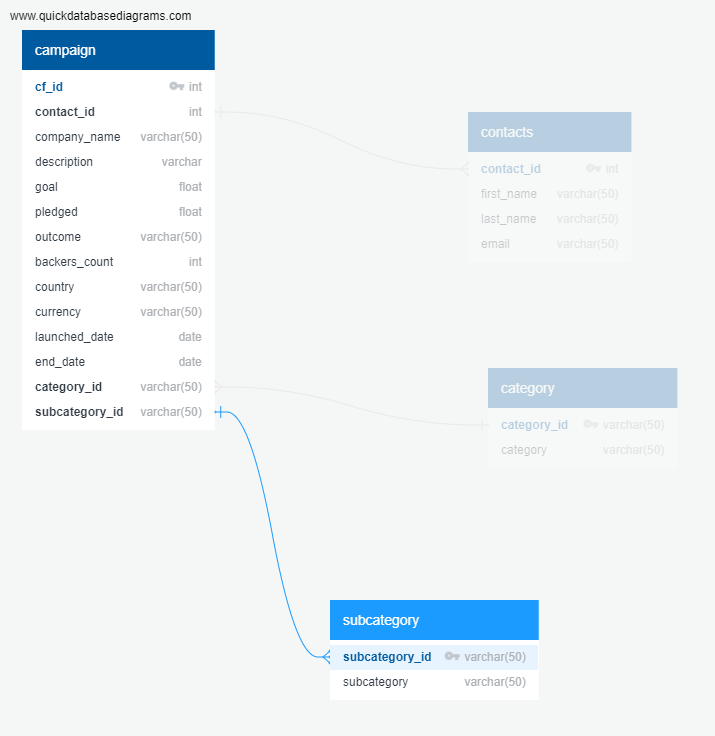 www.quickdatabasediagrams.com
campaign
cf_id int
contact_id int
company_name varchar(50)
description varchar
goal float
pledged float
outcome varchar(50)
backers_count int
country varchar(50)
currency varchar(50)
launched_date date
end_date date
category_id varchar(50)
subcategory_id varchar(50)
contacts
contact_id int
first_name varchar(50)
last_name varchar(50)
email varchar(50)
category
category_id varchar(50)
category varchar(50)
subcategory
subcategory_id varchar(50)
subcategory varchar(50)